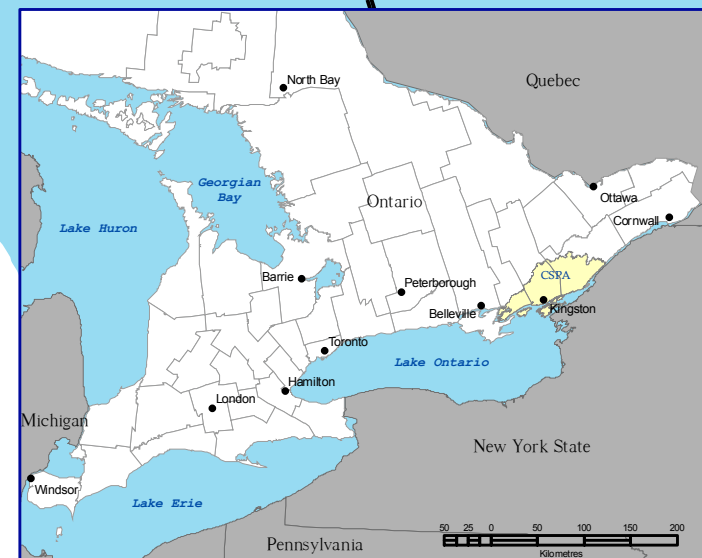 North Bay
Quebec
Georgian
Bay
Ontario
Ottawa
Cornwall
Lake Huron
CSPA
Barrie
Peterborough
Belleville
Kingston
Toronto
Lake Ontario
Hamilton
London
Michigan
New York State
Windsor
Lake Erie
50 25 0 50 100 150 200
Kilometres
Pennsylvania